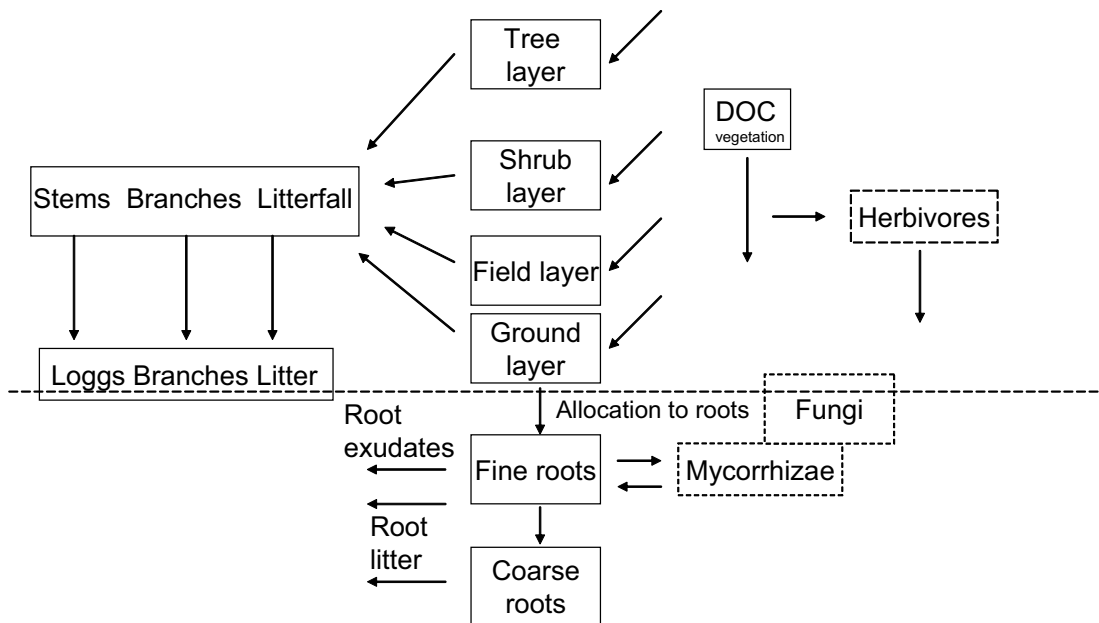 Tree
layer
DOC
vegetation
Shrub
layer
Stems Branches Litterfall
Herbivores
Field layer
Ground
layer
Loggs Branches Litter
Allocation to roots
Fungi
Root
exudates
Fine roots
Mycorrhizae
Root
litter
Coarse
roots